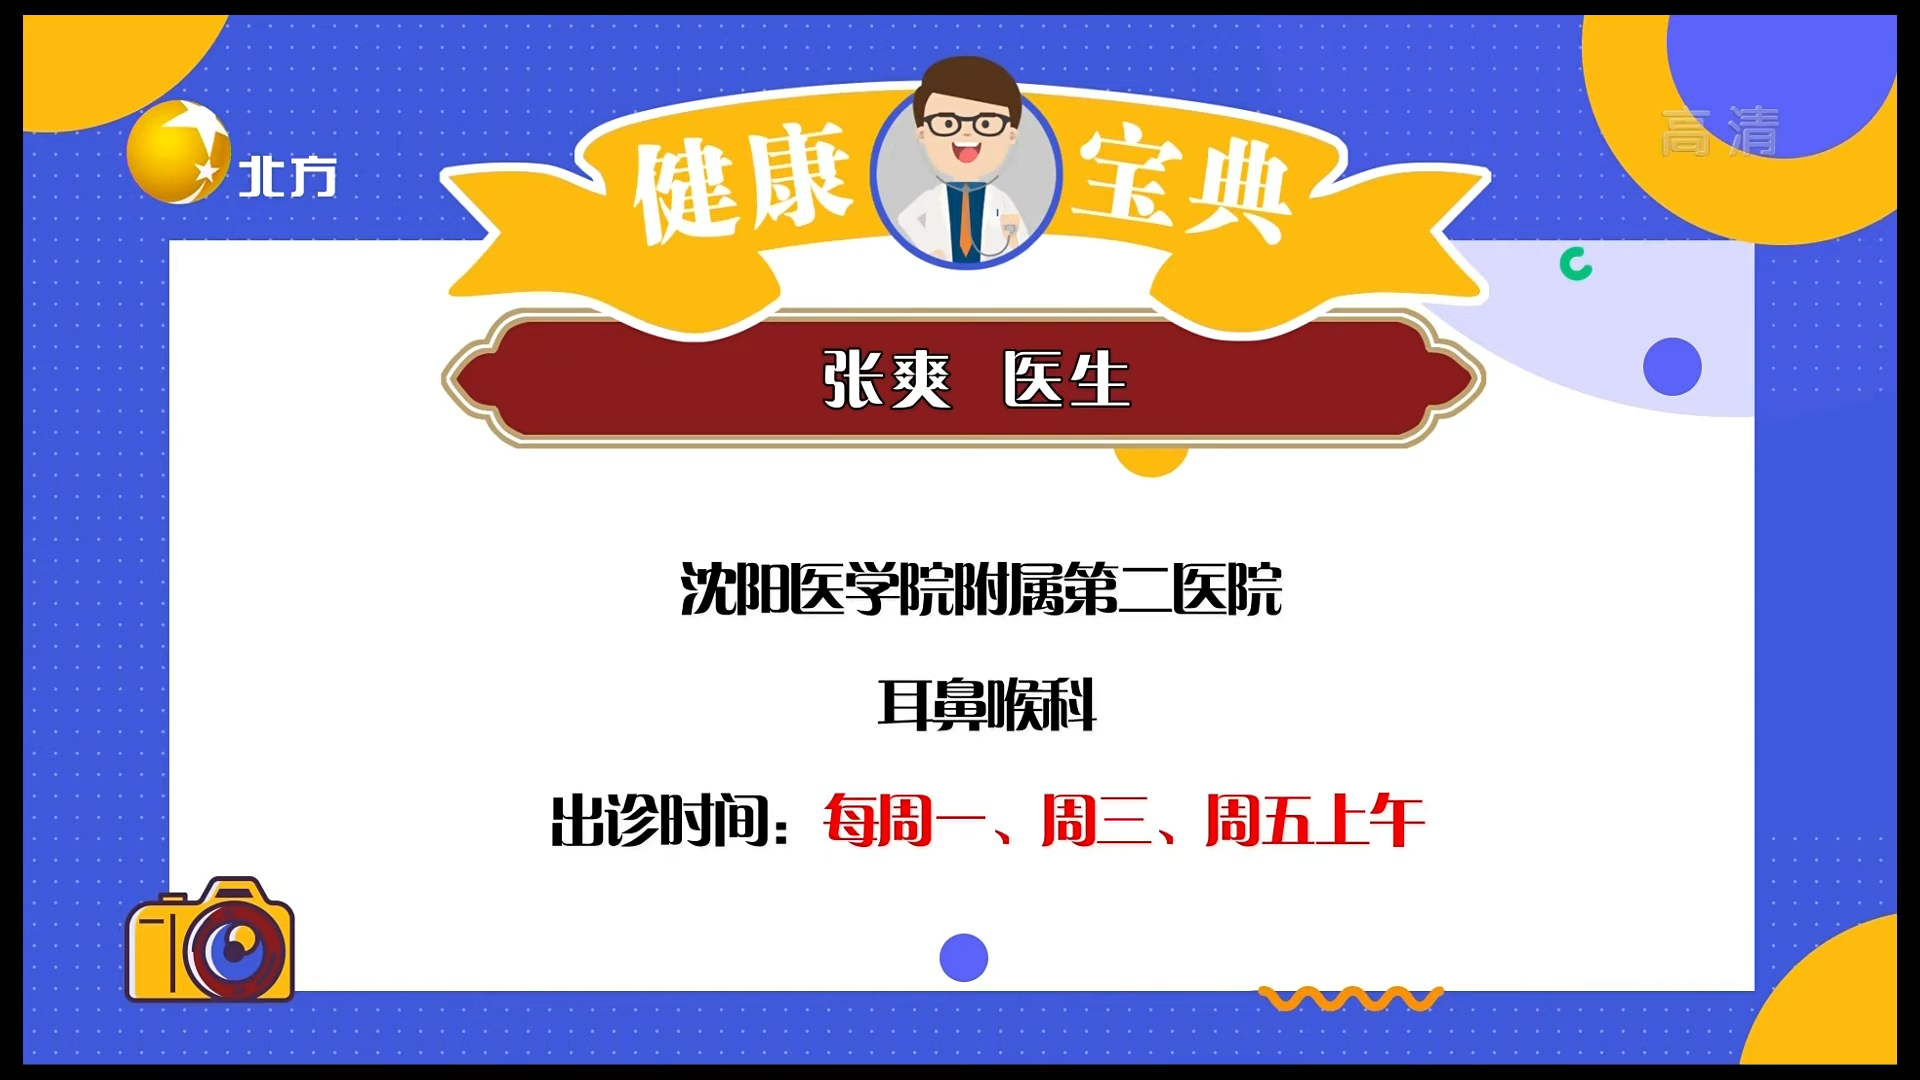 北方
高清
健康宝典
张爽 医生
沈阳医学院附属第二医院
耳鼻喉科
出诊时间：每周一、周三、周五上午